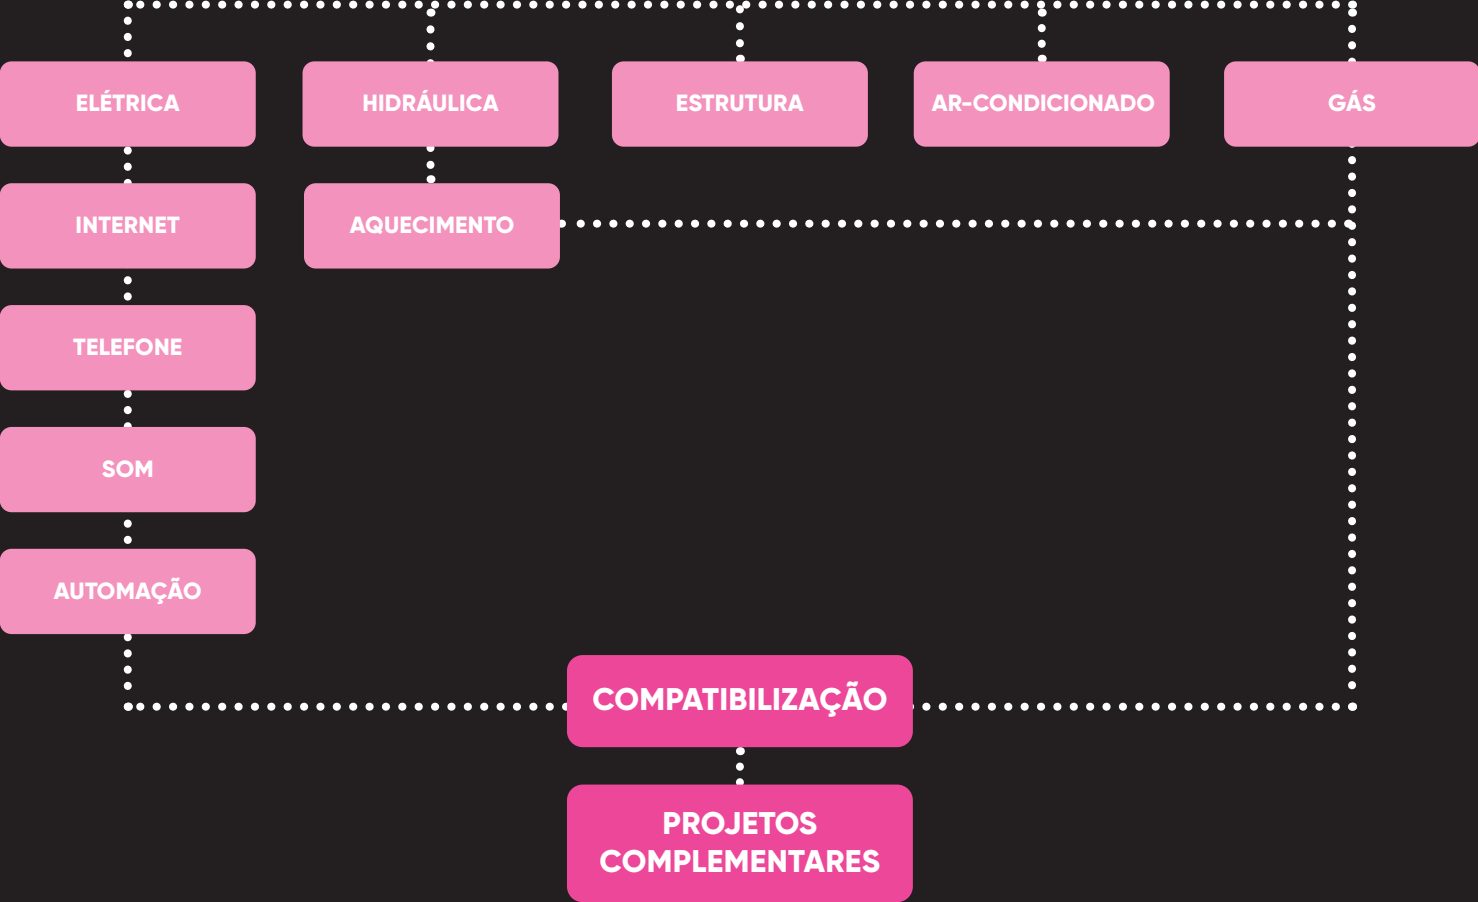 ELÉTRICA
HIDRÁULICA
ESTRUTURA
AR-CONDICIONADO
GÁS
INTERNET
AQUECIMENTO
TELEFONE
SOM
AUTOMAÇÃO
COMPATIBILIZAÇÃO
PROJETOS
COMPLEMENTARES